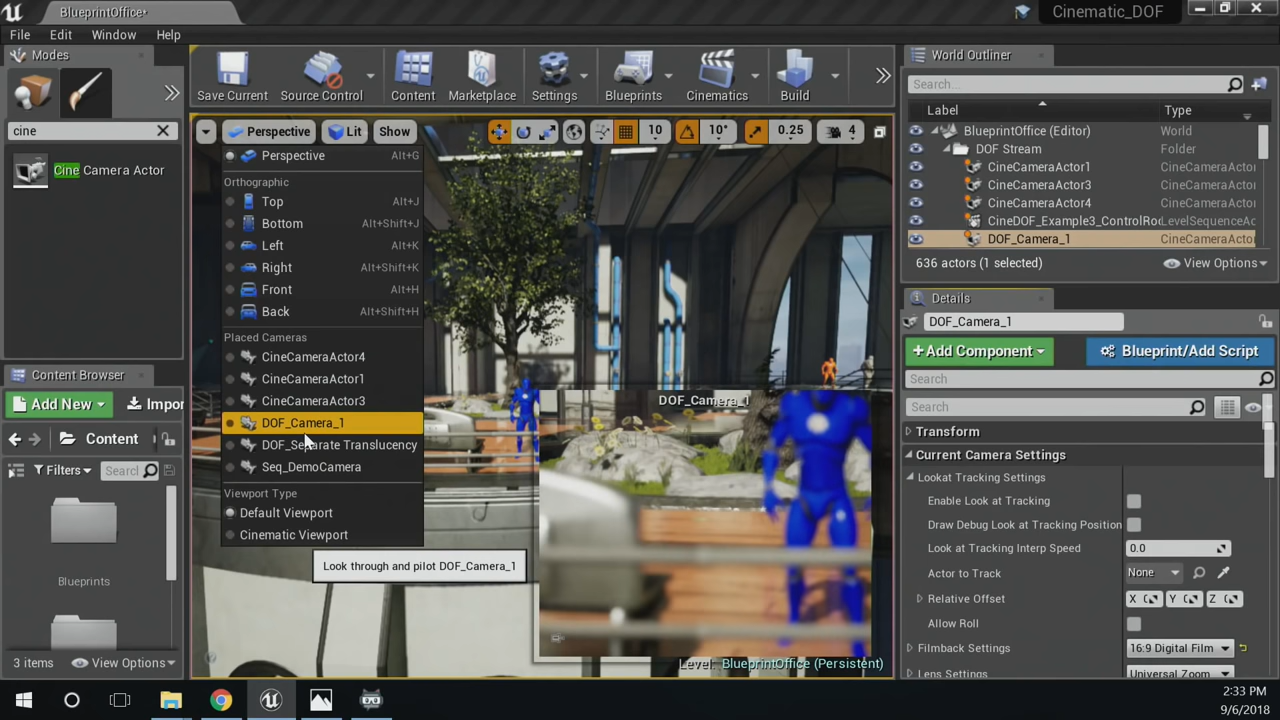 BlueprintOffice•
Cinematic_DOF
File Edit Window Help
Modes
cine
Cine Camera Actor
Save Current
Source Control
Content
Marketplace
Settings
Blueprints
Cinematics
Build
Perspective
Lit
Show
10
10°
0.25
4
Perspective Alt+G
Orthographic
Top Alt+J
Bottom Alt+Shift+J
Left Alt+K
Right Alt+Shift+K
Front Alt+H
Back Alt+Shift+H
Placed Cameras
CineCameraActor4
CineCameraActor1
CineCameraActor3
DOF_Camera_1
DOF_Separate Translucency
Seq_DemoCamera
Viewport Type
Default Viewport
Cinematic Viewport
Look through and pilot DOF_Camera_1
DOF_Camera_1
Level: BlueprintOffice (Persistent)
Content Browser
Add New
Impor
Content
Filters
Searcl
Blueprints
3 items
View Options
World Outliner
Search...
Label Type
BlueprintOffice (Editor) World
DOF Stream Folder
CineCameraActor1 CineCameraActor
CineCameraActor3 CineCameraActor
CineCameraActor4 CineCameraActor
CineDOF_Example3_ControlRoo LevelSequenceAc
DOF_Camera_1 CineCameraActor
636 actors (1 selected)
View Options
Details
DOF_Camera_1
+Add Component
Blueprint/Add Script
Search
Search
Transform
Current Camera Settings
Lookat Tracking Settings
Enable Look at Tracking
Draw Debug Look at Tracking Position
Look at Tracking Interp Speed 0.0
Actor to Track None
Relative Offset X Y Z
Allow Roll
Filmback Settings 16:9 Digital Film
Lens Settings Universal Zoom
2:33 PM
9/6/2018